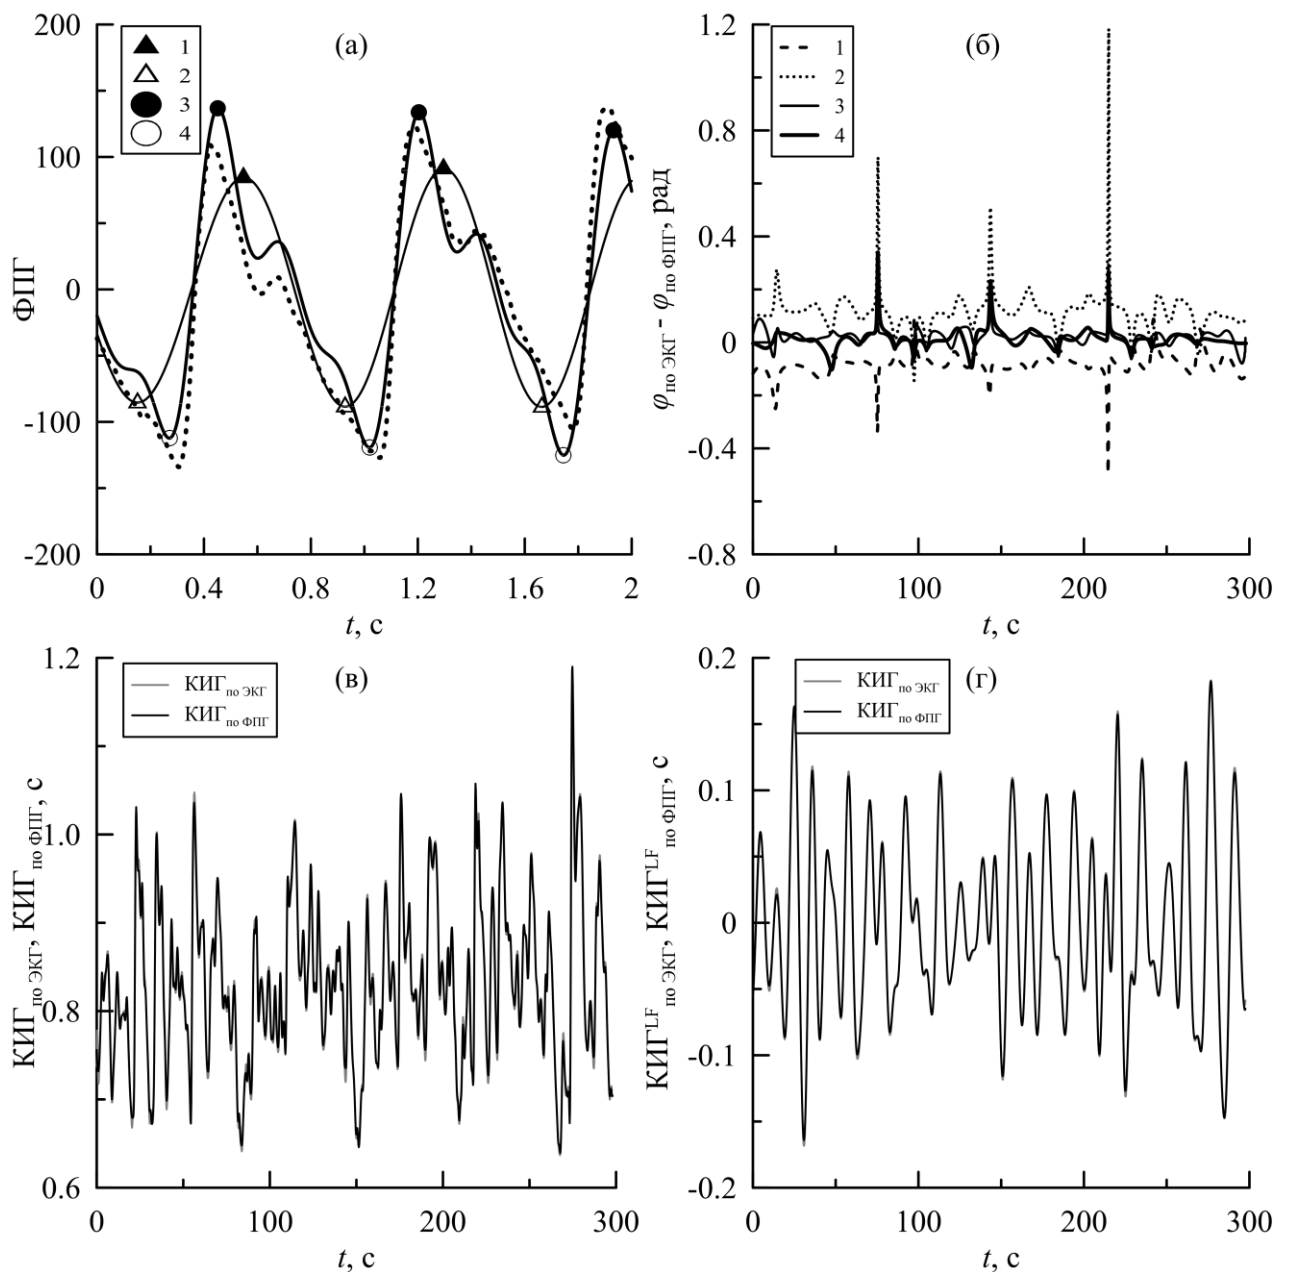 (а)
1
2
3
4
ФПГ
200
100
0
-100
-200
0
0.4
0.8
1.2
1.6
2
t, с
(б)
1
2
3
4
φпо ЭКГ - φпо ФПГ, рад
1.2
0.8
0.4
0
-0.4
-0.8
0
100
200
300
t, с
(в)
КИГпо ЭКГ
КИГпо ФПГ
КИГпо ЭКГ, КИГпо ФПГ, с
1.2
1.0
0.8
0.6
0
100
200
300
t, с
(г)
КИГпо ЭКГ
КИГпо ФПГ
КИГLFпо ЭКГ, КИГLFпо ФПГ, с
0.2
0.1
0
-0.1
-0.2
0
100
200
300
t, с